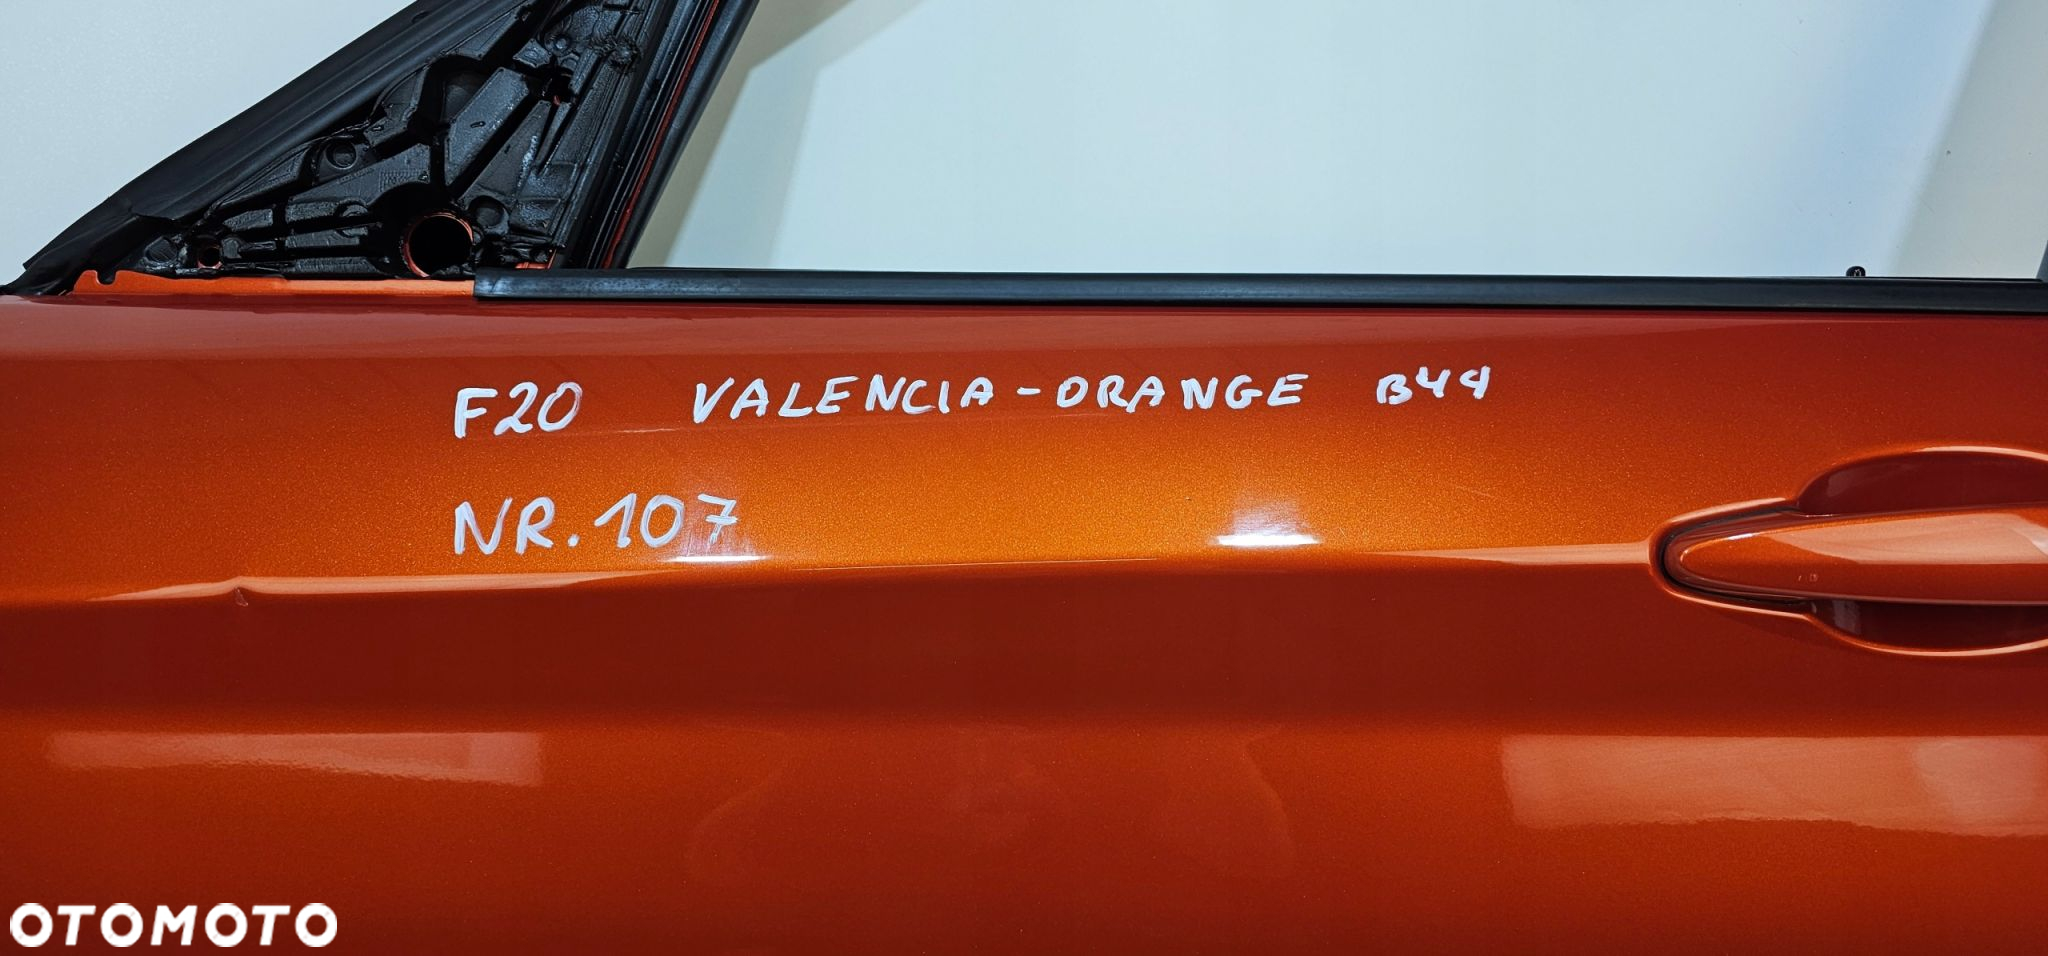 F20 VALENCIA-ORANGE B44
NR.107
OTOMOTO